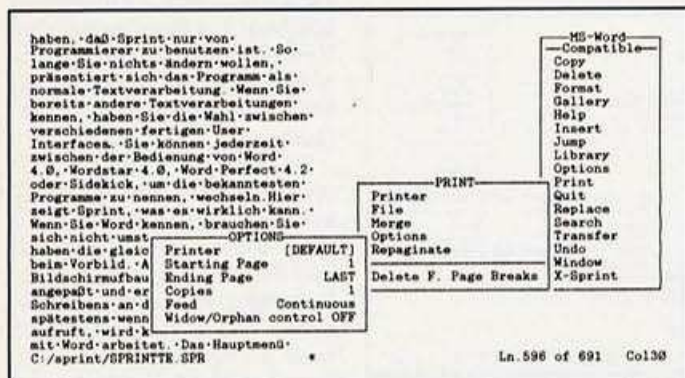 haben,·daß·Sprint·nur·von·
Programmierer·zu·benutzen·ist.·So·
lange·Sie·nichts·ändern·wollen,·
präsentiert·sich·das·Programm·als·
normale·Textverarbeitung.·Wenn·Sie·
bereits·andere·Textverarbeitungen·
kennen,·haben·Sie·die·Wahl·zwischen·
verschiedenen·fertigen·User·
Interfaces.·Sie·können·jederzeit·
zwischen·der·Bedienung·von·Word·
4.0,·Wordstar·4.0,·Word·Perfect·4.2·
oder·Sidekick,·um·die·bekanntesten·
Programme·zu·nennen,·wechseln.·Hier·
zeigt·Sprint,·was·es·wirklich·kann.·
Wenn·Sie·Word·kennen,·brauchen·Sie·
sich·nicht·umst
haben·die·gleic
beim·Vorbild.·A
Bildschirmaufbau
angepaßt·und·er
Schreibens·an·d
spätestens·wenn
aufruft,·wird·k
mit·Word·arbeitet.·Das·Hauptmenü·
C:/sprint/SPRINTTE.SPR * Ln.596 of 691 Col30
OPTIONS
Printer [DEFAULT]
Starting Page 1
Ending Page LAST
Copies 1
Feed Continuous
Widow/Orphan control OFF
PRINT
Printer
File
Merge
Options
Repaginate
Delete F. Page Breaks
MS-Word
Compatible
Copy
Delete
Format
Gallery
Help
Insert
Jump
Library
Options
Print
Quit
Replace
Search
Transfer
Undo
Window
X-Sprint